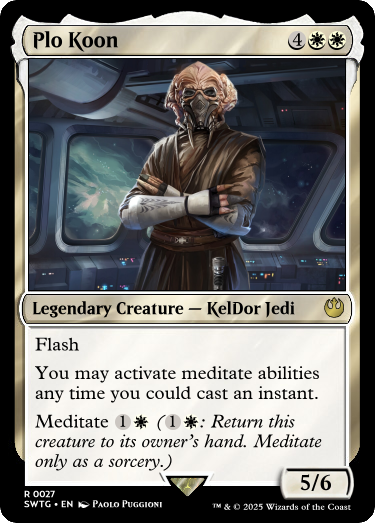 Plo Koon 4
Legendary Creature — KelDor Jedi
Flash
You may activate meditate abilities
any time you could cast an instant.
Meditate 1 (1 : Return this
creature to its owner's hand. Meditate
only as a sorcery.)
5/6
R 0027
SWTG • EN Paolo Puggioni
™ & © 2025 Wizards of the Coast